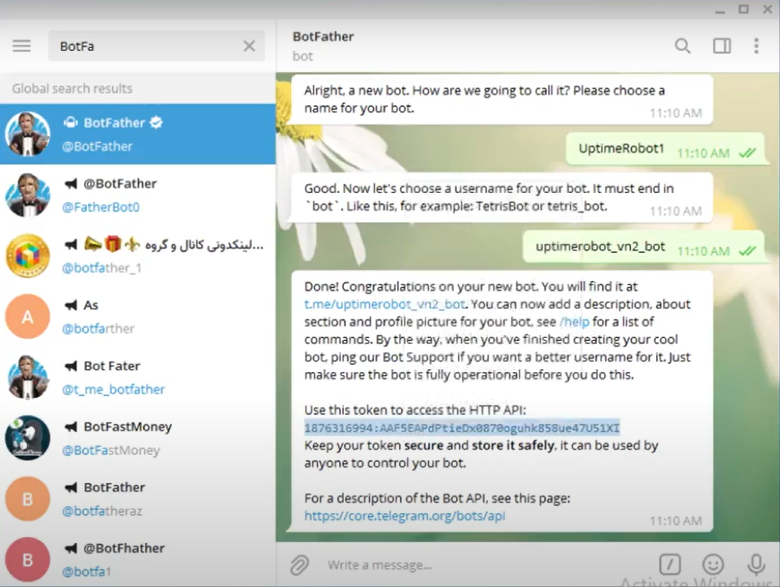 BotFa
Global search results
BotFather
@BotFather
@BotFather
@FatherBot0
لینکدونی کانال و گروه...
@botfather_1
A
As
@botfarther
Bot Fater
@t_me_botfather
BotFastMoney
@BotFastMoney
B
BotFather
@botfatheraz
B
@BotFhather
@botfa1
BotFather
bot
Alright, a new bot. How are we going to call it? Please choose a
name for your bot.
11:10 AM
UptimeRobot1
11:10 AM
Good. Now let's choose a username for your bot. It must end in
`bot`. Like this, for example: TetrisBot or tetris_bot.
11:10 AM
uptimerobot_vn2_bot
11:10 AM
Done! Congratulations on your new bot. You will find it at
t.me/uptimerobot_vn2_bot. You can now add a description, about
section and profile picture for your bot, see /help for a list of
commands. By the way, when you've finished creating your cool
bot, ping our Bot Support if you want a better username for it. Just
make sure the bot is fully operational before you do this.
Use this token to access the HTTP API:
1876316994:AAF5EAPdPtieDx0870oguhk858ue47U51XI
Keep your token secure and store it safely, it can be used by
anyone to control your bot.
For a description of the Bot API, see this page:
https://core.telegram.org/bots/api
11:10 AM
Write a message...
Activate Windows